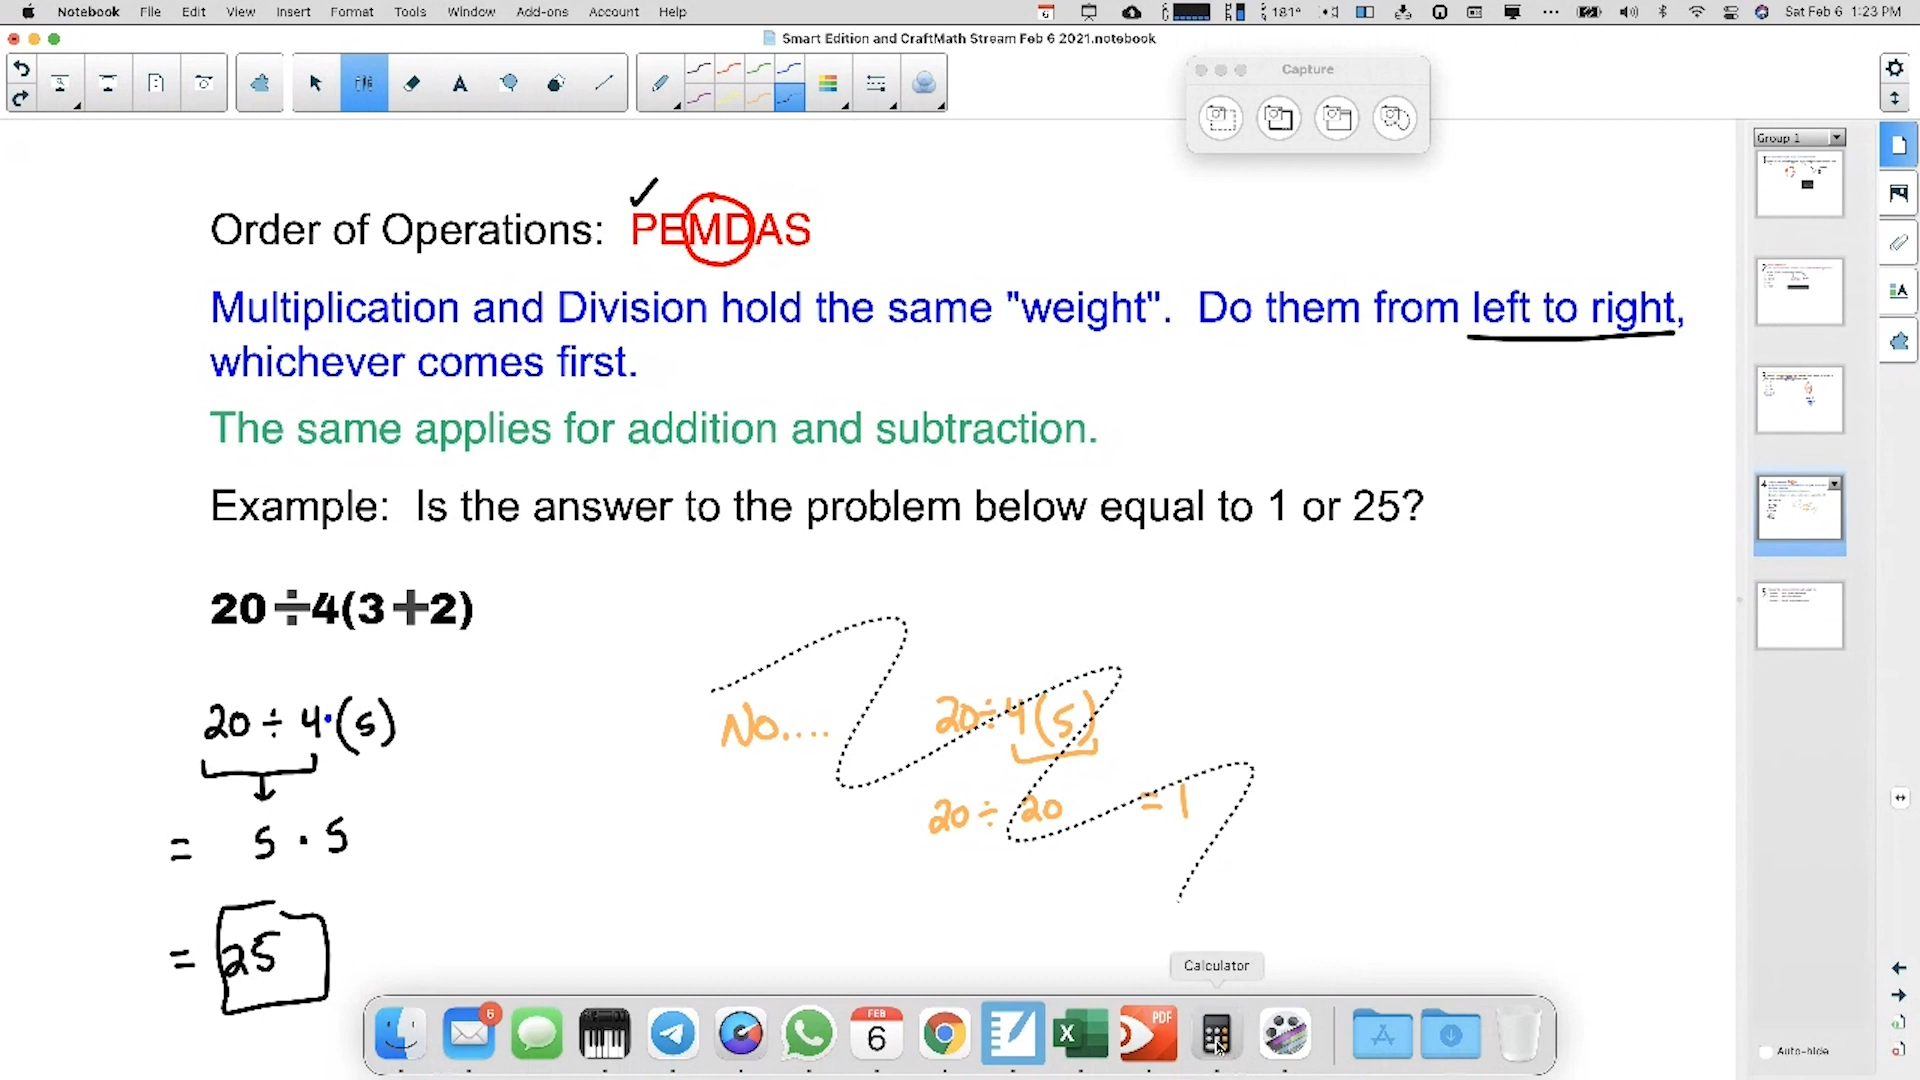 Notebook File Edit View Insert Format Tools Window Add-ons Account Help
6 181° Sat Feb 6 1:23 PM
Smart Edition and CraftMath Stream Feb 6 2021.notebook
Capture
Group 1
Order of Operations: PEMDAS
Multiplication and Division hold the same "weight". Do them from left to right,
whichever comes first.
The same applies for addition and subtraction.
Example: Is the answer to the problem below equal to 1 or 25?
20÷4(3+2)
20 ÷ 4·(5)
= 5 · 5
= 25
No....
20÷4(5)
20 ÷ 20 = 1
Calculator
6
FEB
6
X
PDF
Auto-hide